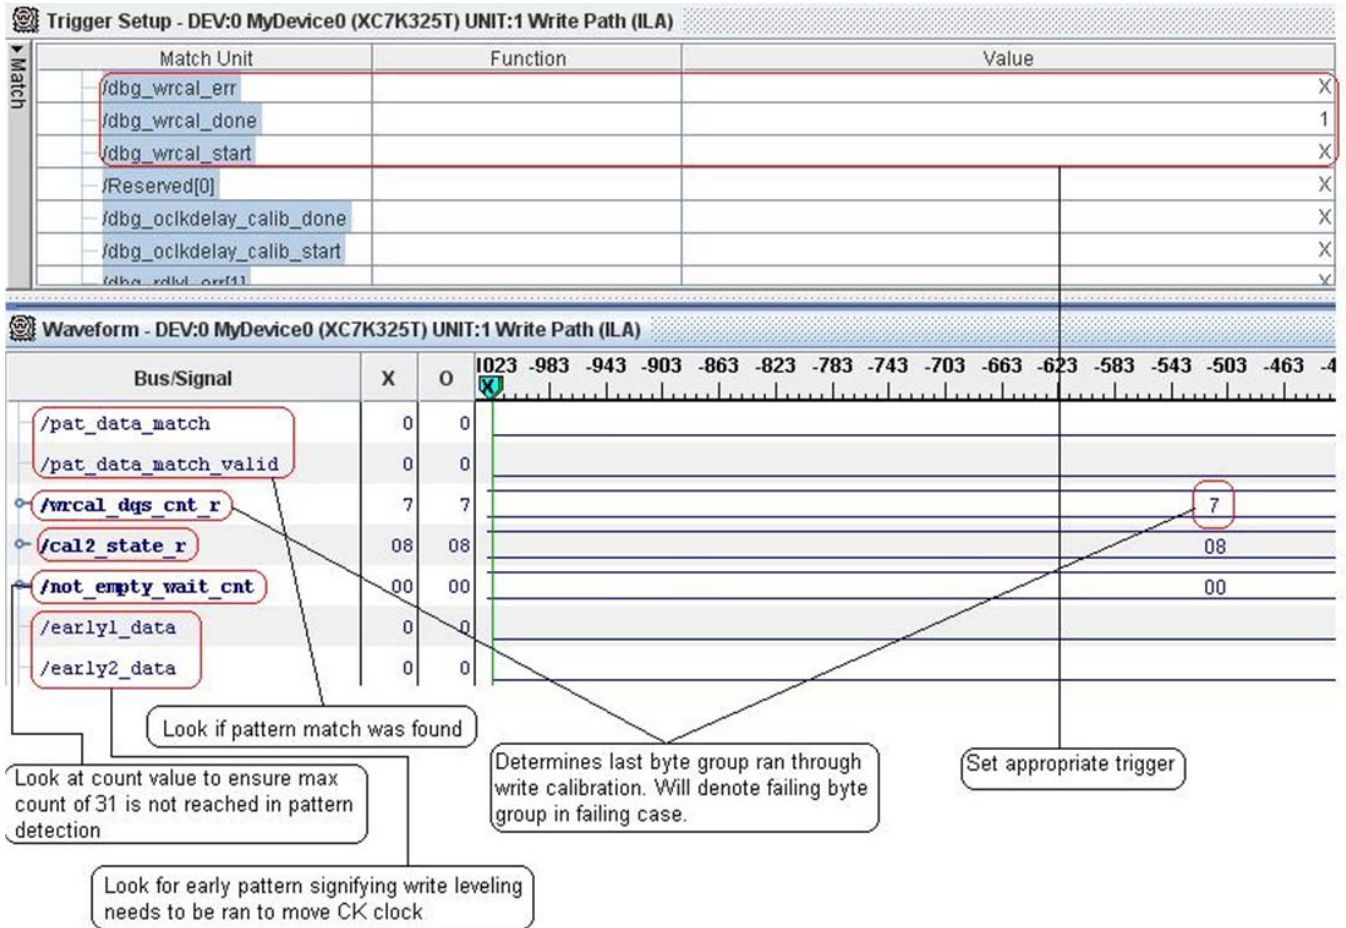 Trigger Setup - DEV:0 MyDevice0 (XC7K325T) UNIT:1 Write Path (ILA)
Match
Match Unit Function Value
/dbg_wrcal_err X
/dbg_wrcal_done 1
/dbg_wrcal_start X
/Reserved[0] X
/dbg_oclkdelay_calib_done X
/dbg_oclkdelay_calib_start X
/dbg_rdlvl_err[1] X
Waveform - DEV:0 MyDevice0 (XC7K325T) UNIT:1 Write Path (ILA)
Bus/Signal X O 1023 -983 -943 -903 -863 -823 -783 -743 -703 -663 -623 -583 -543 -503 -463 -4
X
/pat_data_match 0 0
/pat_data_match_valid 0 0
/wrcal_dqs_cnt_r 7 7 7
/cal2_state_r 08 08 08
/not_empty_wait_cnt 00 00 00
/early1_data 0 0
/early2_data 0 0
Look if pattern match was found
Look at count value to ensure max
count of 31 is not reached in pattern
detection
Determines last byte group ran through
write calibration. Will denote failing byte
group in failing case.
Set appropriate trigger
Look for early pattern signifying write leveling
needs to be ran to move CK clock